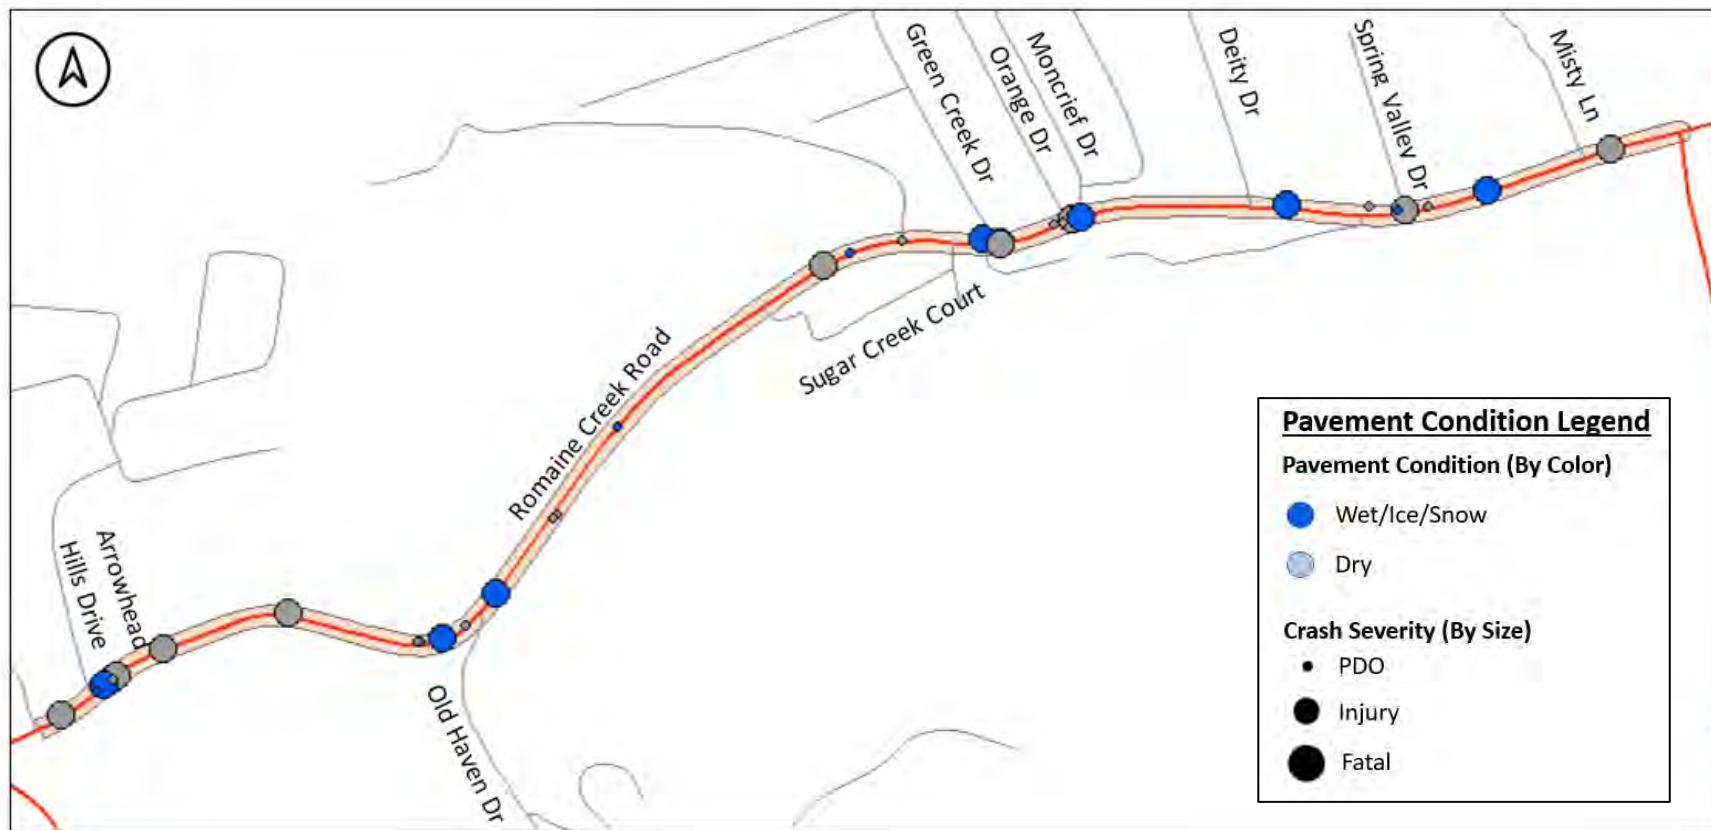 Green Creek Dr
Orange Dr
Moncrief Dr
Deity Dr
Spring Valley Dr
Misty Ln
Sugar Creek Court
Romaine Creek Road
Arrowhead
Hills Drive
Old Haven Dr
Pavement Condition Legend
Pavement Condition (By Color)
Wet/Ice/Snow
Dry
Crash Severity (By Size)
PDO
Injury
Fatal